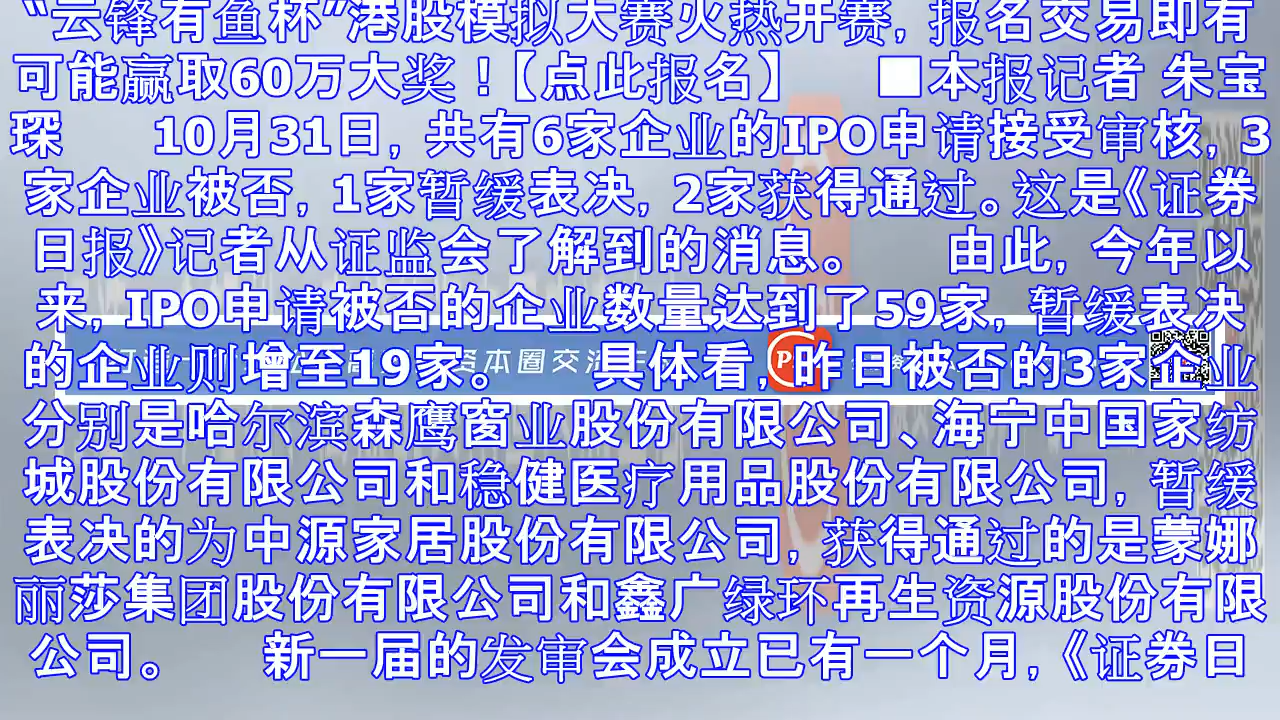 “云锋有鱼杯”港股模拟大赛火热开赛，报名交易即有
可能赢取60万大奖！【点此报名】　　■本报记者 朱宝
琛　　10月31日，共有6家企业的IPO申请接受审核，3
家企业被否，1家暂缓表决，2家获得通过。这是《证券
日报》记者从证监会了解到的消息。　　由此，今年以
来，IPO申请被否的企业数量达到了59家，暂缓表决
的企业则增至19家。　　具体看，昨日被否的3家企业
分别是哈尔滨森鹰窗业股份有限公司、海宁中国家纺
城股份有限公司和稳健医疗用品股份有限公司，暂缓
表决的为中源家居股份有限公司，获得通过的是蒙娜
丽莎集团股份有限公司和鑫广绿环再生资源股份有限
公司。　　新一届的发审会成立已有一个月，《证券日
资本圈交流